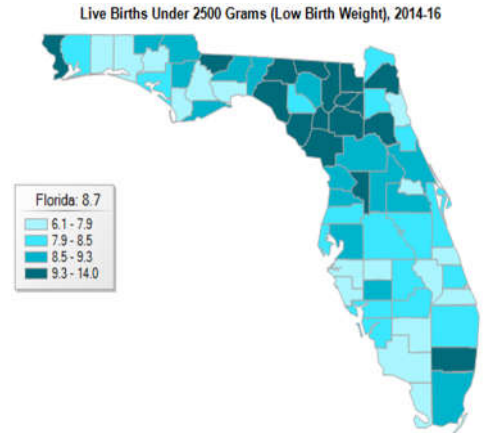 Live Births Under 2500 Grams (Low Birth Weight), 2014-16
Florida: 8.7
6.1 - 7.9
7.9 - 8.5
8.5 - 9.3
9.3 - 14.0